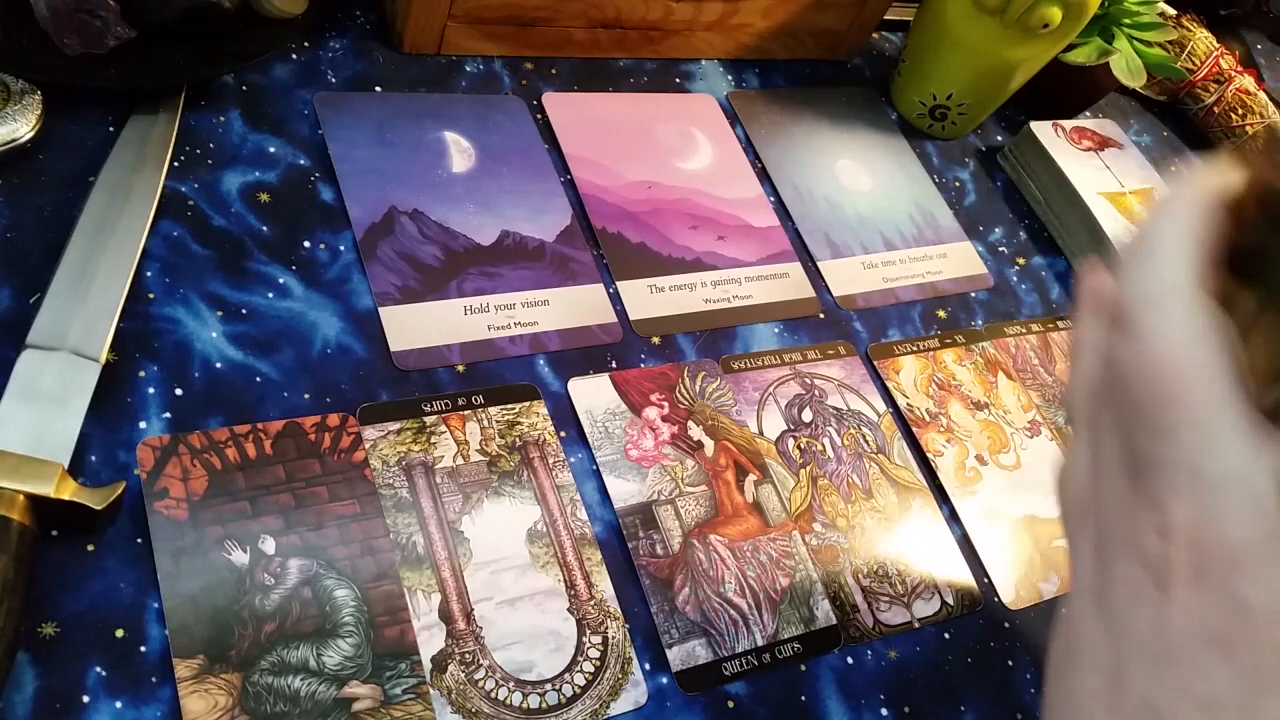 Hold your vision
Fixed Moon
The energy is gaining momentum
Waxing Moon
Take time to breathe out
Disseminating Moon
10 OF CUPS
QUEEN OF CUPS
II ~ THE HIGH PRIESTESS
XX ~ JUDGEMENT
THE MOON